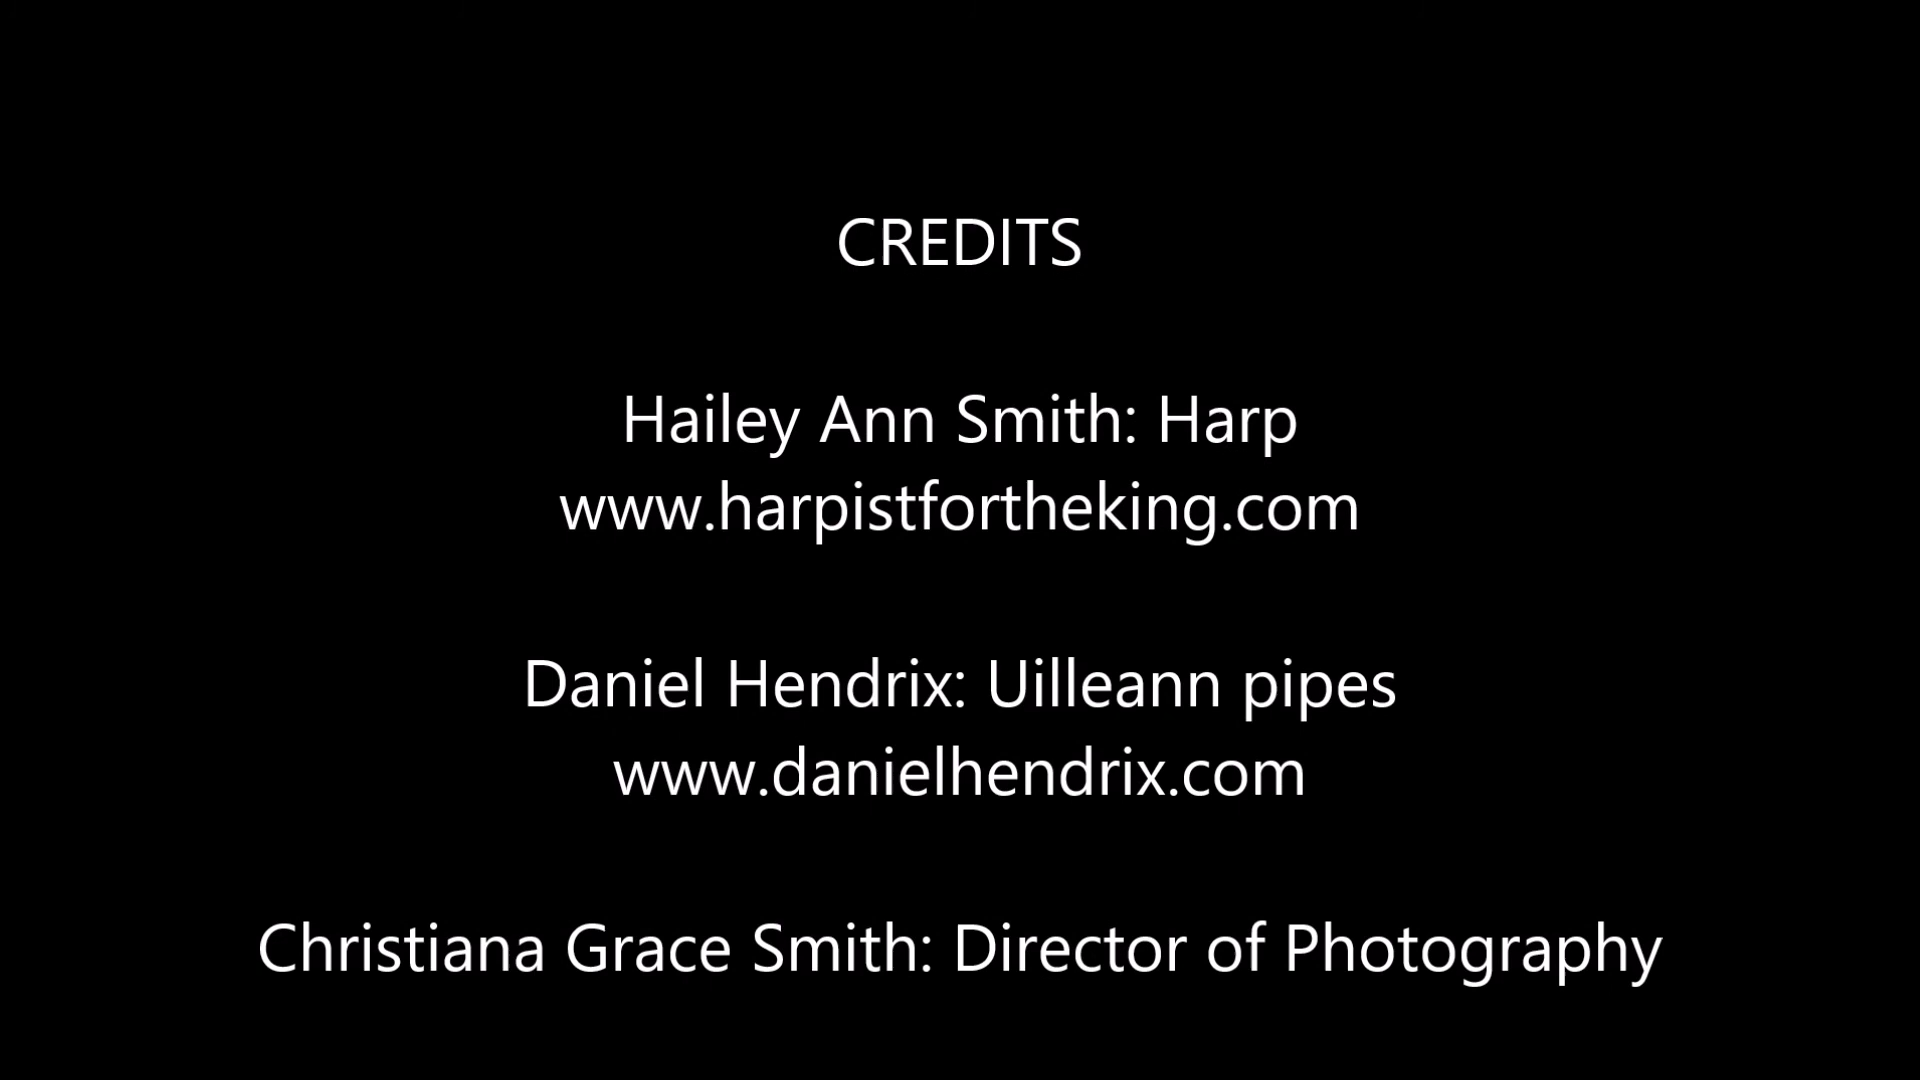 CREDITS
Hailey Ann Smith: Harp
www.harpistfortheking.com
Daniel Hendrix: Uilleann pipes
www.danielhendrix.com
Christiana Grace Smith: Director of Photography